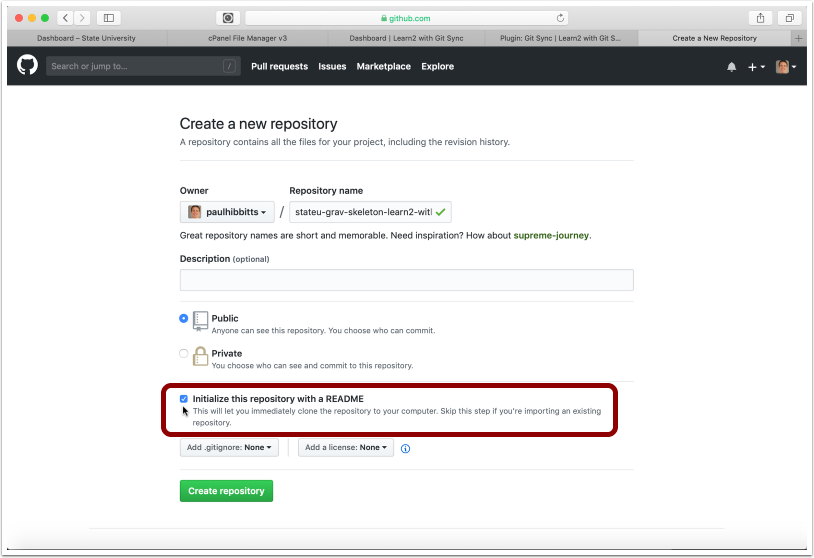 github.com
Dashboard – State University
cPanel File Manager v3
Dashboard | Learn2 with Git Sync
Plugin: Git Sync | Learn2 with Git S...
Create a New Repository
Search or jump to...
/
Pull requests
Issues
Marketplace
Explore
Create a new repository
A repository contains all the files for your project, including the revision history.
Owner
Repository name
paulhibbitts
/
stateu-grav-skeleton-learn2-with
Great repository names are short and memorable. Need inspiration? How about supreme-journey.
Description (optional)
Public
Anyone can see this repository. You choose who can commit.
Private
You choose who can see and commit to this repository.
Initialize this repository with a README
This will let you immediately clone the repository to your computer. Skip this step if you're importing an existing
repository.
Add .gitignore: None
Add a license: None
Create repository